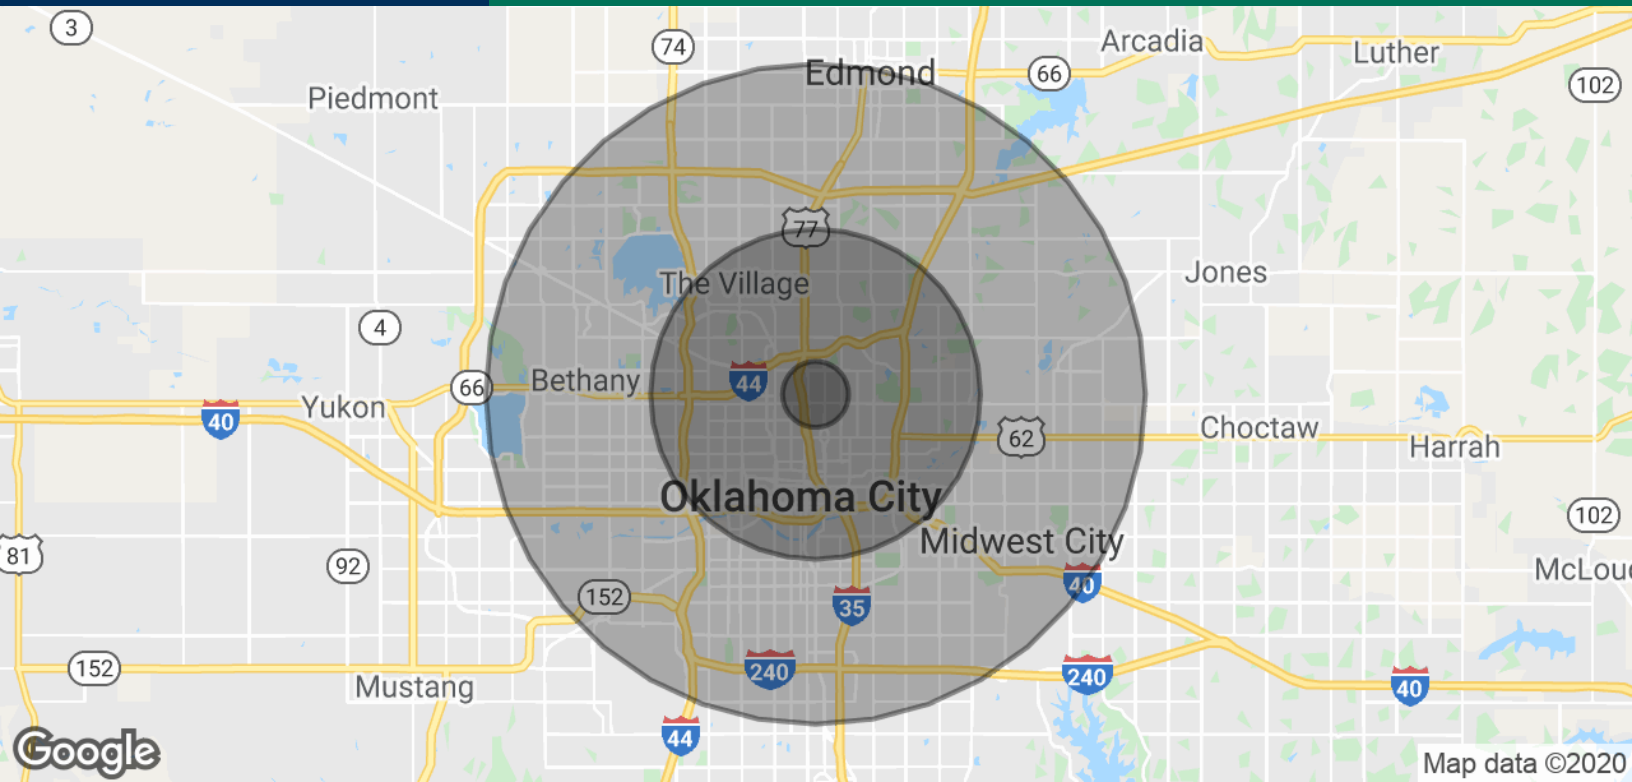 3
74
Edmond
66
Arcadia
Luther
102
Piedmont
77
The Village
Jones
4
66
Bethany
44
Yukon
40
62
Choctaw
Harrah
Oklahoma City
102
Midwest City
81
92
152
35
40
McLou
152
240
240
Mustang
40
44
Google
Map data ©2020